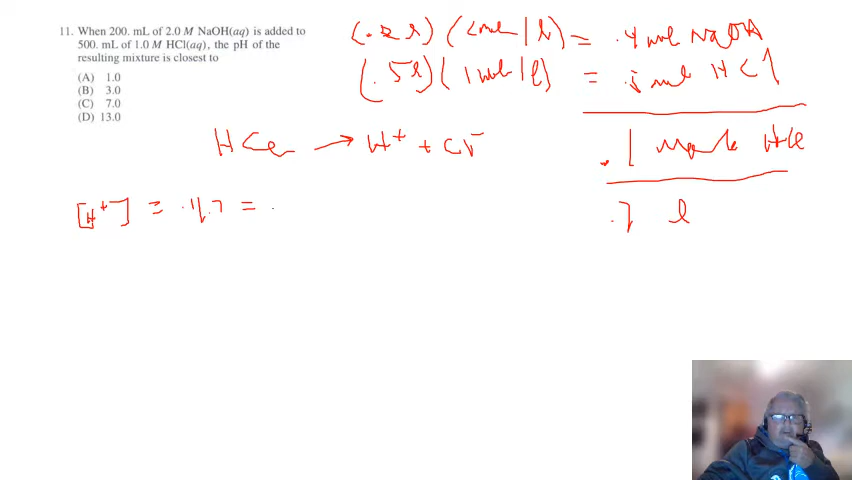 11. When 200. mL of 2.0 M NaOH(aq) is added to
500. mL of 1.0 M HCl(aq), the pH of the
resulting mixture is closest to
(A) 1.0
(B) 3.0
(C) 7.0
(D) 13.0
(.2 l) (2 mol | l) = .4 mol NaOH
(.5 l) (1 mol | l) = .5 mol HCl
.1 mole HCl
.7 l
HCl → H+ + Cl-
[H+] = .1/.7 = .